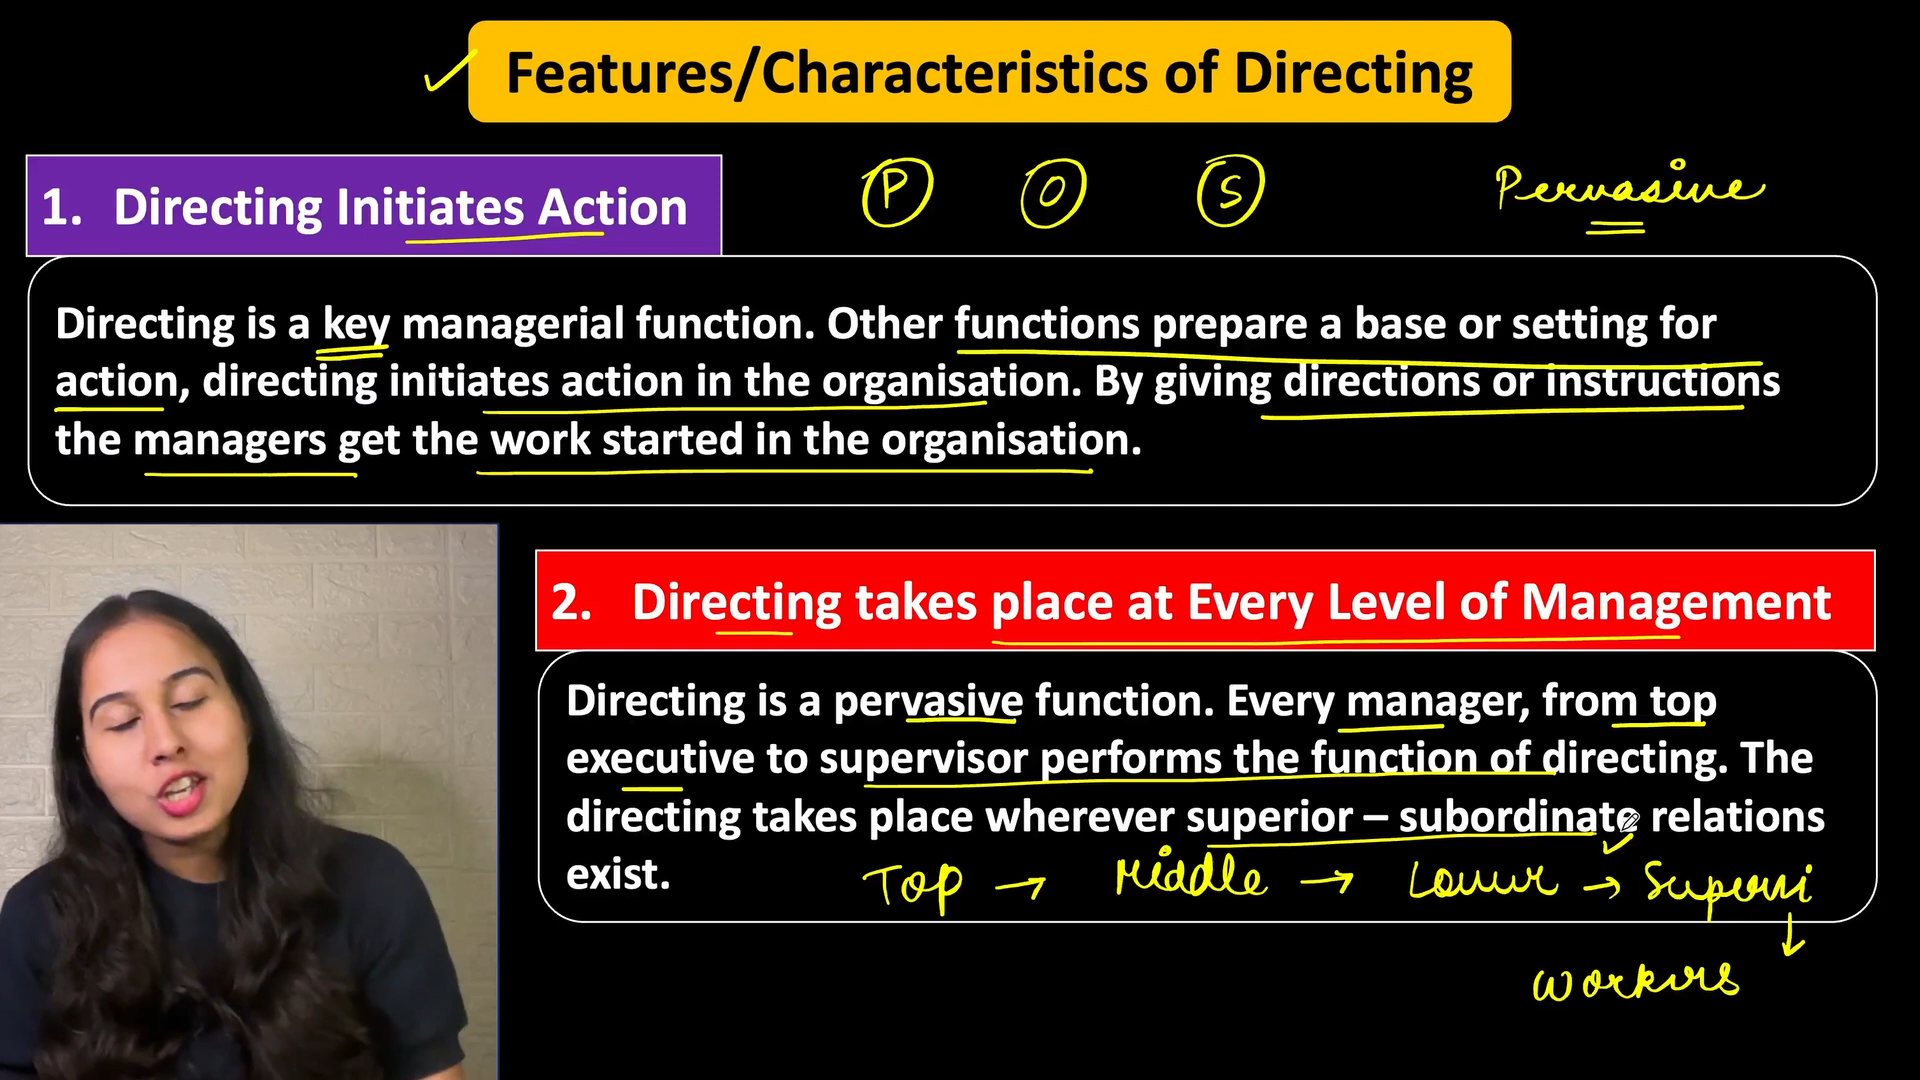 Features/Characteristics of Directing
1. Directing Initiates Action
P O S Pervasive
Directing is a key managerial function. Other functions prepare a base or setting for
action, directing initiates action in the organisation. By giving directions or instructions
the managers get the work started in the organisation.
2. Directing takes place at Every Level of Management
Directing is a pervasive function. Every manager, from top
executive to supervisor performs the function of directing. The
directing takes place wherever superior – subordinate relations
exist.
Top → Middle → Lower → Supervi
↓
Workers